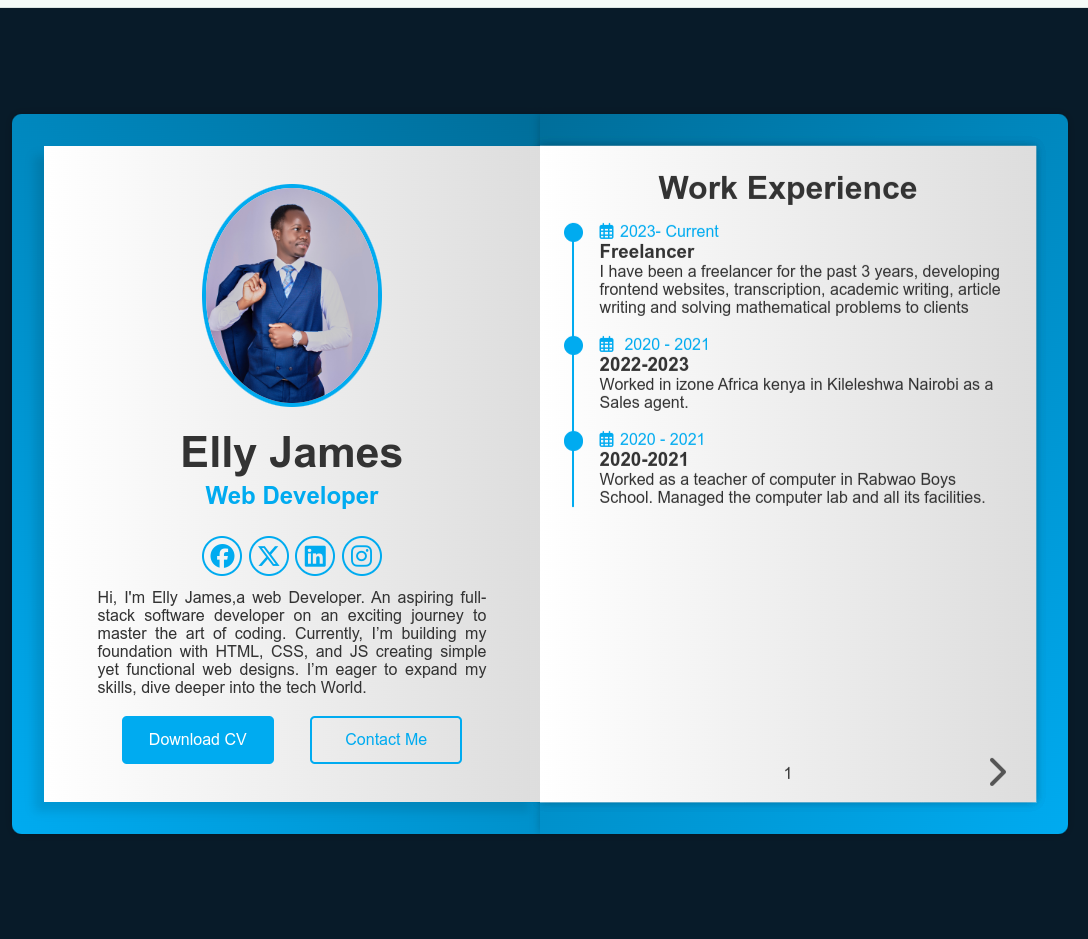 Elly James
Web Developer
Hi, I'm Elly James,a web Developer. An aspiring full-
stack software developer on an exciting journey to
master the art of coding. Currently, I’m building my
foundation with HTML, CSS, and JS creating simple
yet functional web designs. I’m eager to expand my
skills, dive deeper into the tech World.
Download CV
Contact Me
Work Experience
2023- Current
Freelancer
I have been a freelancer for the past 3 years, developing
frontend websites, transcription, academic writing, article
writing and solving mathematical problems to clients
2020 - 2021
2022-2023
Worked in izone Africa kenya in Kileleshwa Nairobi as a
Sales agent.
2020 - 2021
2020-2021
Worked as a teacher of computer in Rabwao Boys
School. Managed the computer lab and all its facilities.
1